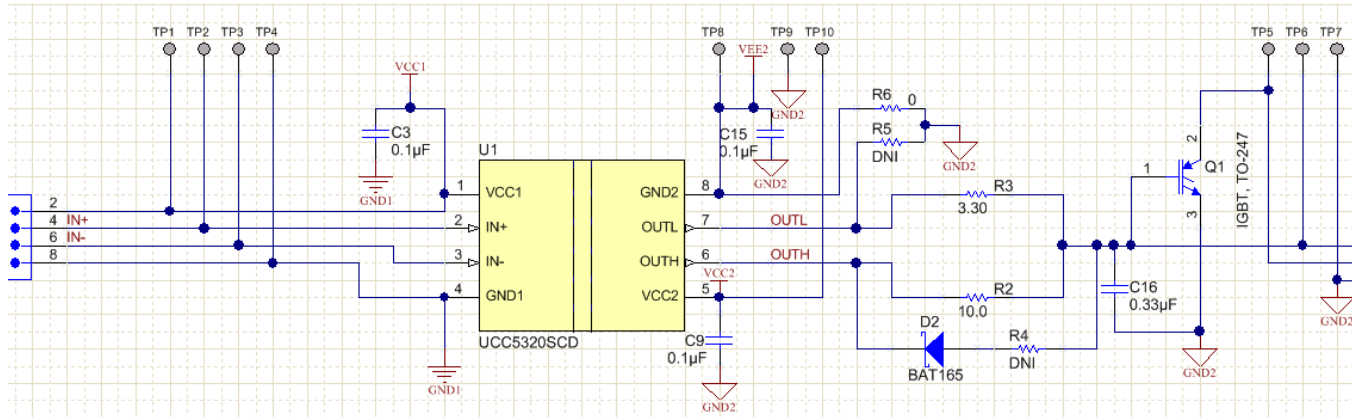 TP1 TP2 TP3 TP4 TP8 TP9 TP10 TP5 TP6 TP7
VEE2
VCC1
R6 0
GND2
C3
0.1µF
C15
0.1µF
R5
DNI
GND2
GND2
GND1
U1
2
1 VCC1 GND2 8
R3
3.30
1
2
Q1
3
IGBT, TO-247
4 IN+
2 IN+ OUTL 7 OUTL
6 IN-
3 IN- OUTH 6 OUTH
8
VCC2
4 GND1 VCC2 5
R2
10.0
C16
0.33µF
UCC5320SCD
C9
0.1µF
D2
BAT165
R4
DNI
GND1
GND2
GND2
GND2